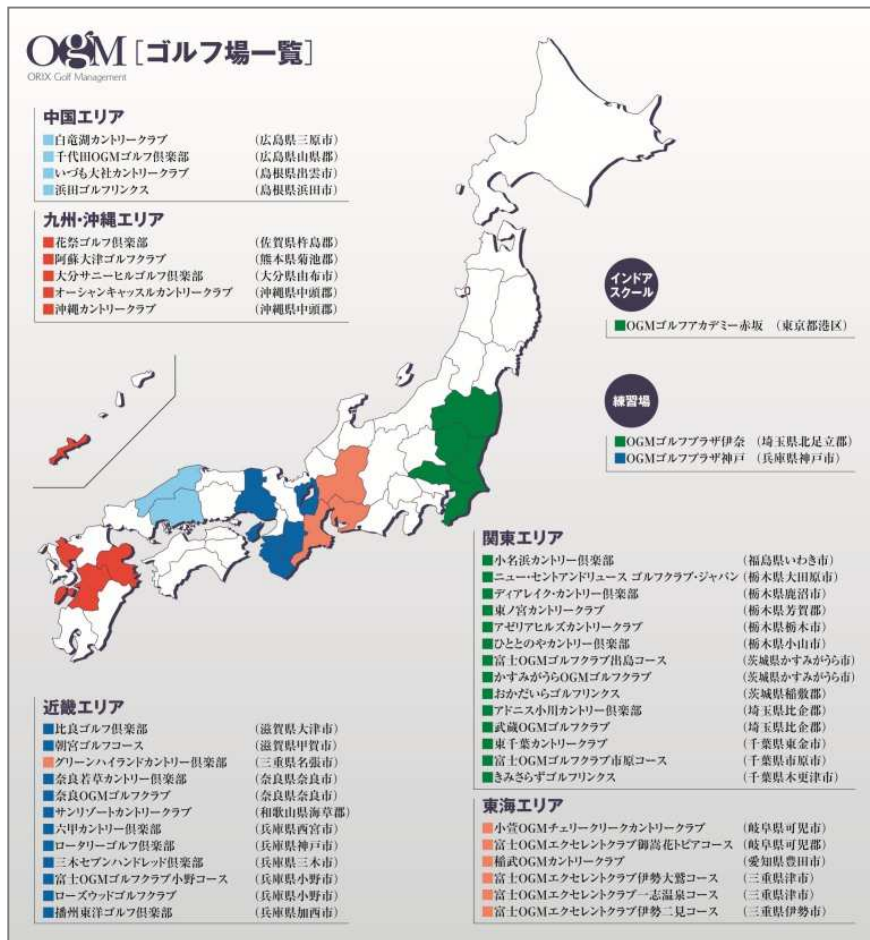 OGM [ゴルフ場一覧]
ORIX Golf Management
中国エリア
白竜湖カントリークラブ (広島県三原市)
千代田OGMゴルフ倶楽部 (広島県山県郡)
いづも大社カントリークラブ (島根県出雲市)
浜田ゴルフリンクス (島根県浜田市)
九州・沖縄エリア
花祭ゴルフ倶楽部 (佐賀県杵島郡)
阿蘇大津ゴルフクラブ (熊本県菊池郡)
大分サニーヒルゴルフ倶楽部 (大分県由布市)
オーシャンキャッスルカントリークラブ (沖縄県中頭郡)
沖縄カントリークラブ (沖縄県中頭郡)
インドア
スクール
OGMゴルフアカデミー赤坂 (東京都港区)
練習場
OGMゴルフプラザ伊奈 (埼玉県北足立郡)
OGMゴルフプラザ神戸 (兵庫県神戸市)
関東エリア
小名浜カントリー倶楽部 (福島県いわき市)
ニュー・セントアンドリュース ゴルフクラブ・ジャパン (栃木県大田原市)
ディアレイク・カントリー倶楽部 (栃木県鹿沼市)
東ノ宮カントリークラブ (栃木県芳賀郡)
アゼリアヒルズカントリークラブ (栃木県栃木市)
ひととのやカントリー倶楽部 (栃木県小山市)
富士OGMゴルフクラブ出島コース (茨城県かすみがうら市)
かすみがうらOGMゴルフクラブ (茨城県かすみがうら市)
おかだいらゴルフリンクス (茨城県稲敷郡)
アドニス小川カントリー倶楽部 (埼玉県比企郡)
武蔵OGMゴルフクラブ (埼玉県比企郡)
東千葉カントリークラブ (千葉県東金市)
富士OGMゴルフクラブ市原コース (千葉県市原市)
きみさらずゴルフリンクス (千葉県木更津市)
近畿エリア
比良ゴルフ倶楽部 (滋賀県大津市)
朝宮ゴルフコース (滋賀県甲賀市)
グリーンハイランドカントリー倶楽部 (三重県名張市)
奈良若草カントリー倶楽部 (奈良県奈良市)
奈良OGMゴルフクラブ (奈良県奈良市)
サンリゾートカントリークラブ (和歌山県海草郡)
六甲カントリー倶楽部 (兵庫県西宮市)
ロータリーゴルフ倶楽部 (兵庫県神戸市)
三木セブンハンドレッド倶楽部 (兵庫県三木市)
富士OGMゴルフクラブ小野コース (兵庫県小野市)
ローズウッドゴルフクラブ (兵庫県小野市)
播州東洋ゴルフ倶楽部 (兵庫県加西市)
東海エリア
小萱OGMチェリークリークカントリークラブ (岐阜県可児市)
富士OGMエクセレントクラブ御嵩花トピアコース (岐阜県可児郡)
稲武OGMカントリークラブ (愛知県豊田市)
富士OGMエクセレントクラブ伊勢大鷲コース (三重県津市)
富士OGMエクセレントクラブ一志温泉コース (三重県津市)
富士OGMエクセレントクラブ伊勢二見コース (三重県伊勢市)